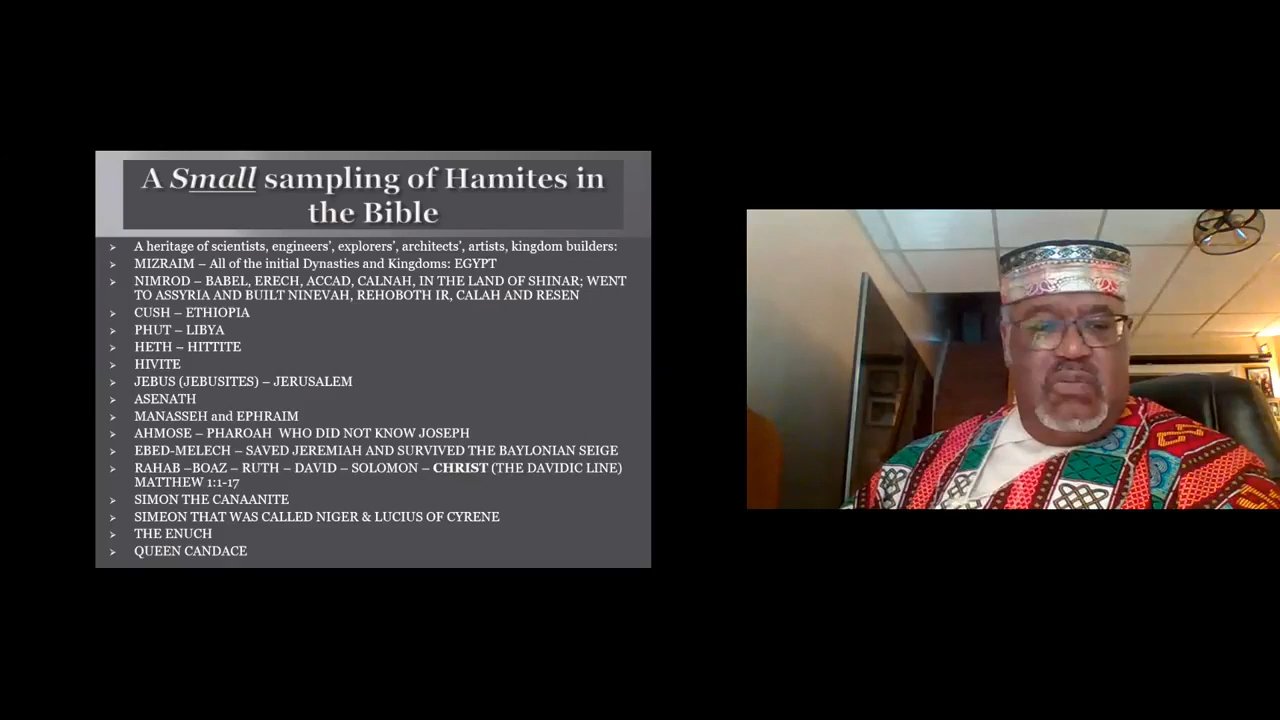 A Small sampling of Hamites in
the Bible
A heritage of scientists, engineers’, explorers’, architects’, artists, kingdom builders:
MIZRAIM – All of the initial Dynasties and Kingdoms: EGYPT
NIMROD – BABEL, ERECH, ACCAD, CALNAH, IN THE LAND OF SHINAR; WENT
TO ASSYRIA AND BUILT NINEVAH, REHOBOTH IR, CALAH AND RESEN
CUSH – ETHIOPIA
PHUT – LIBYA
HETH – HITTITE
HIVITE
JEBUS (JEBUSITES) – JERUSALEM
ASENATH
MANASSEH and EPHRAIM
AHMOSE – PHAROAH WHO DID NOT KNOW JOSEPH
EBED-MELECH – SAVED JEREMIAH AND SURVIVED THE BAYLONIAN SEIGE
RAHAB –BOAZ – RUTH – DAVID – SOLOMON – CHRIST (THE DAVIDIC LINE)
MATTHEW 1:1-17
SIMON THE CANAANITE
SIMEON THAT WAS CALLED NIGER & LUCIUS OF CYRENE
THE ENUCH
QUEEN CANDACE